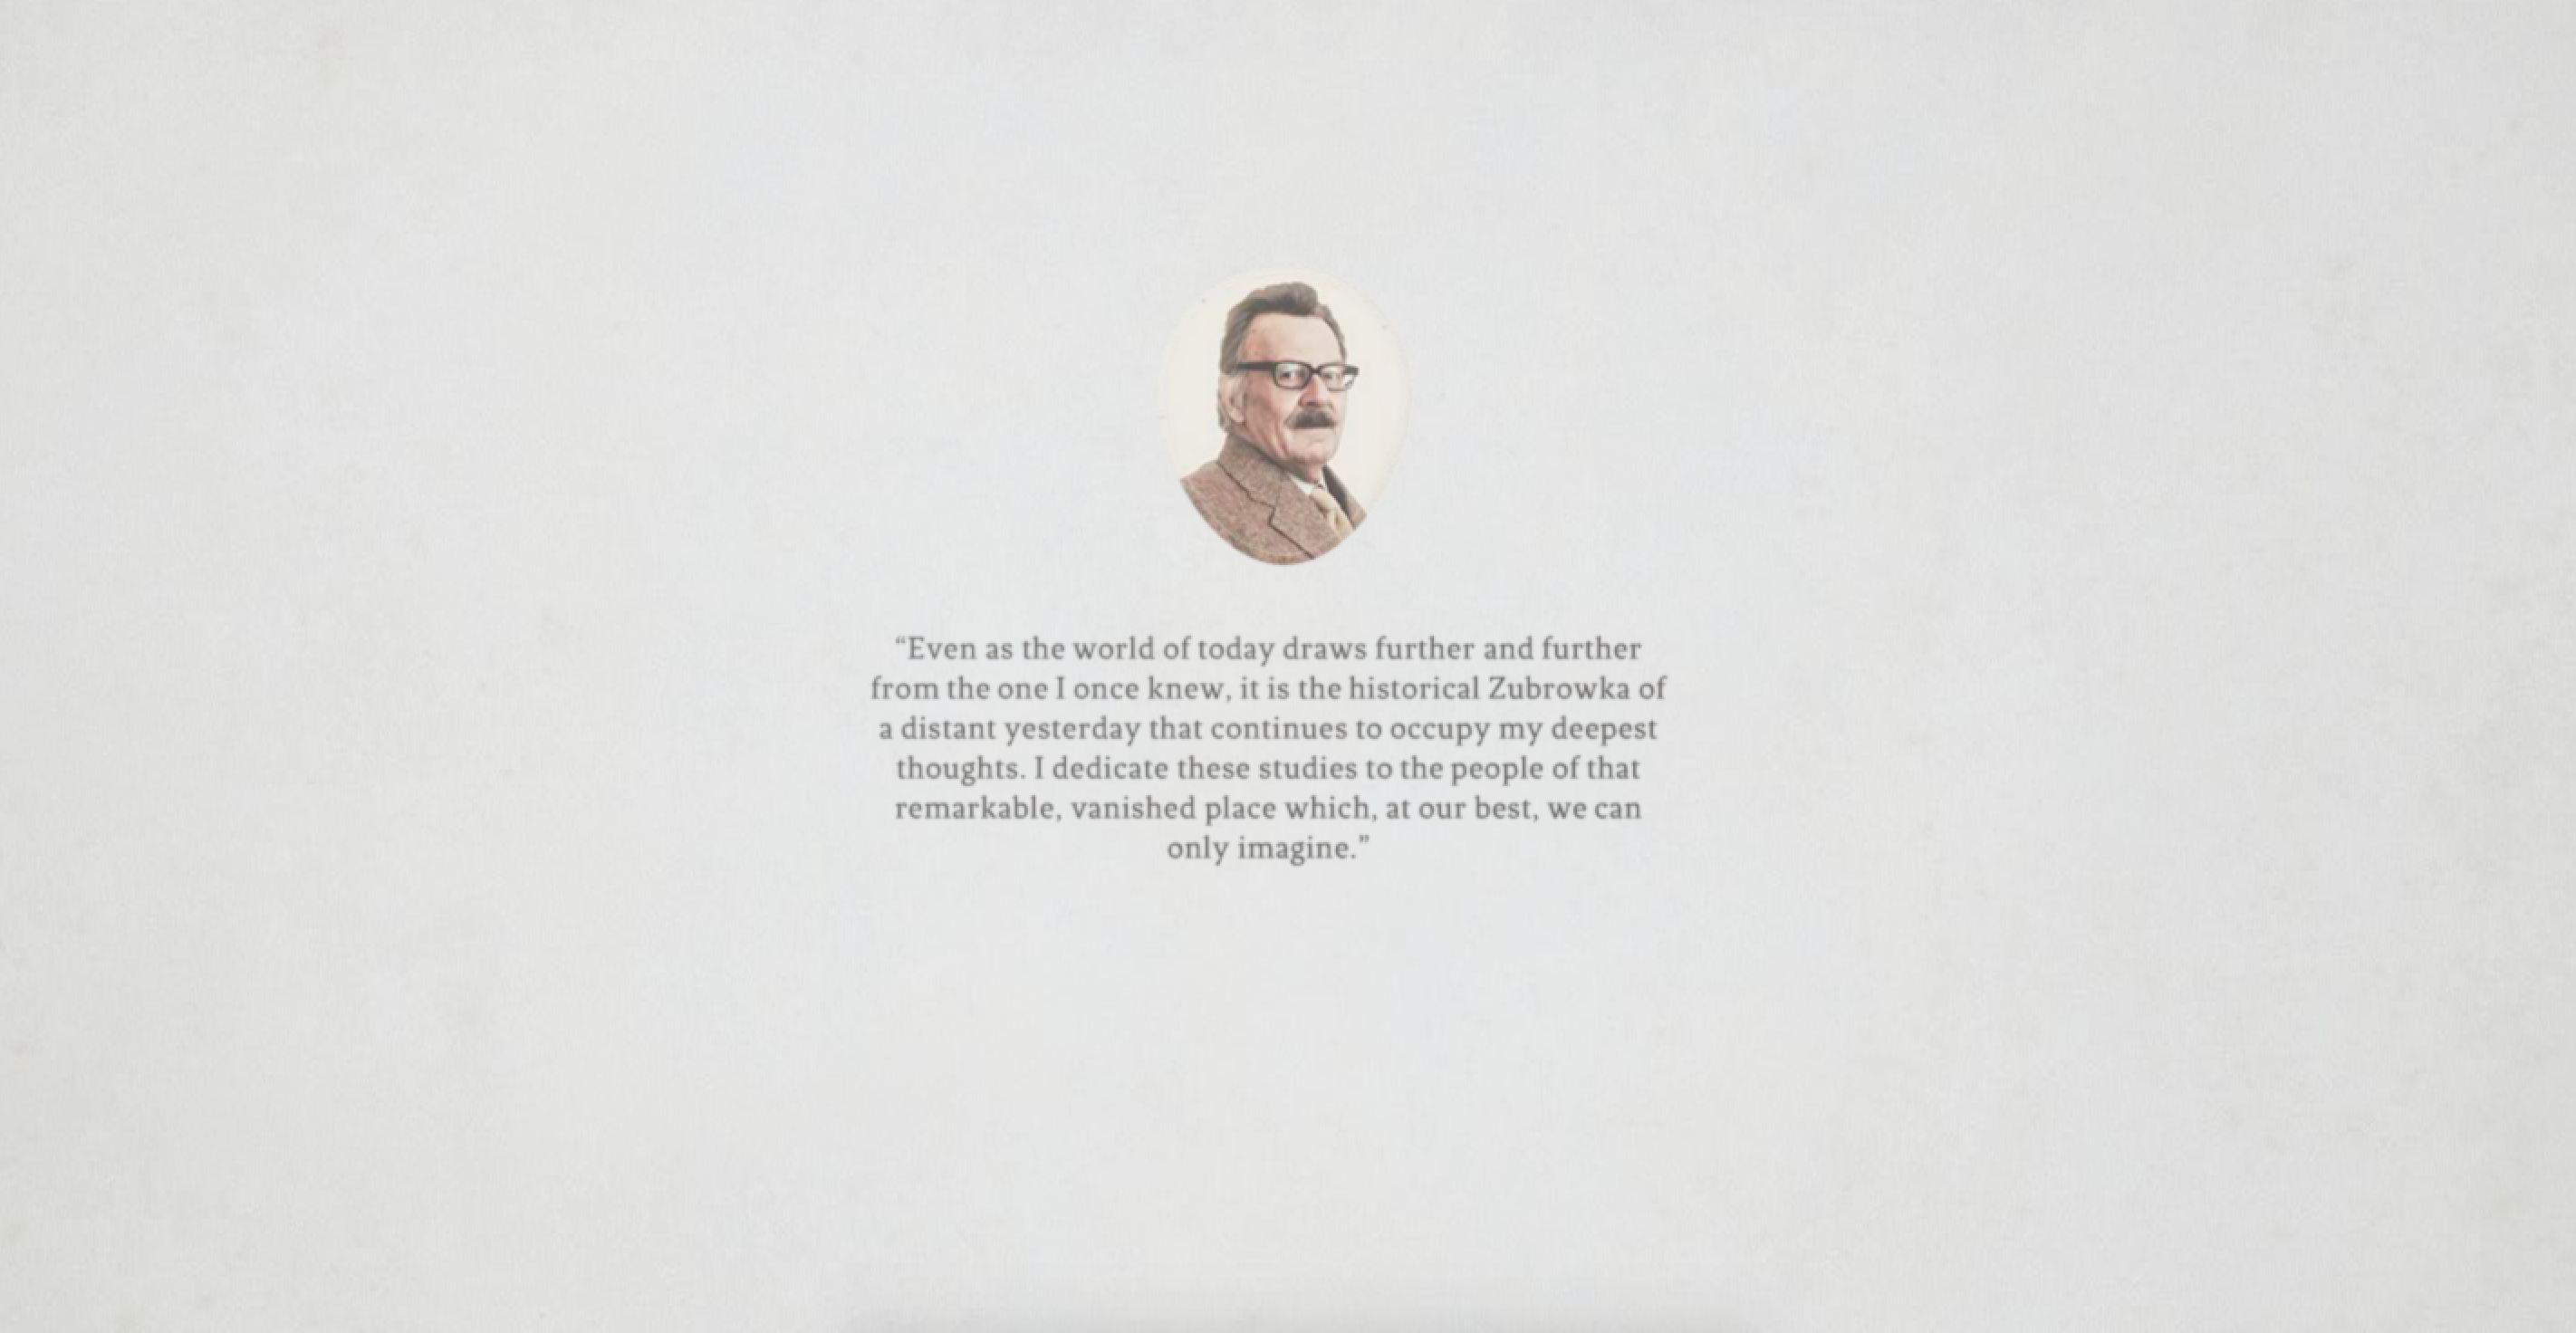 “Even as the world of today draws further and further
from the one I once knew, it is the historical Zubrowka of
a distant yesterday that continues to occupy my deepest
thoughts. I dedicate these studies to the people of that
remarkable, vanished place which, at our best, we can
only imagine.”